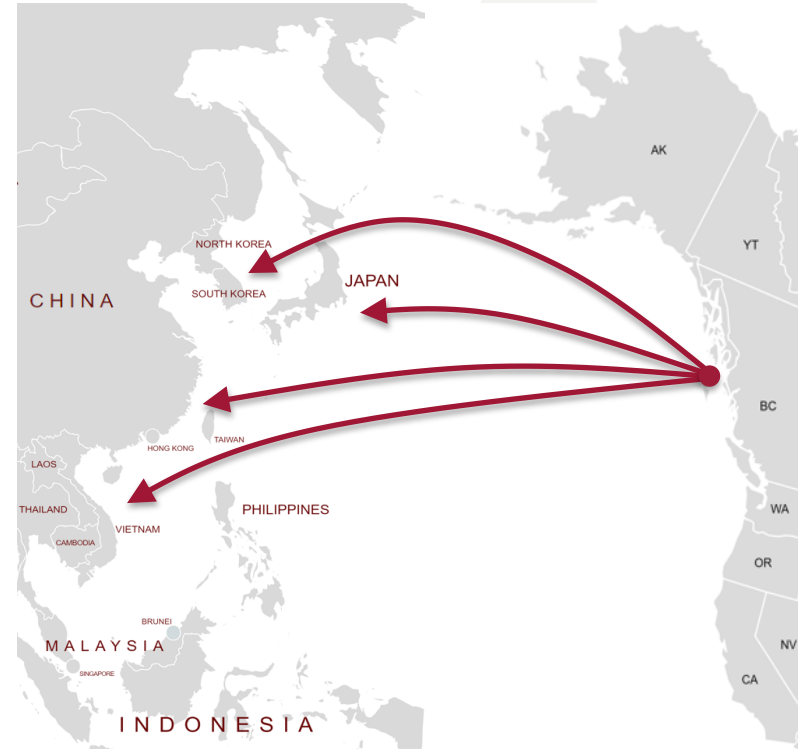 AK
YT
NORTH KOREA
JAPAN
SOUTH KOREA
CHINA
BC
TAIWAN
HONG KONG
LAOS
THAILAND
PHILIPPINES
WA
VIETNAM
CAMBODIA
OR
BRUNEI
MALAYSIA
NV
SINGAPORE
CA
INDONESIA